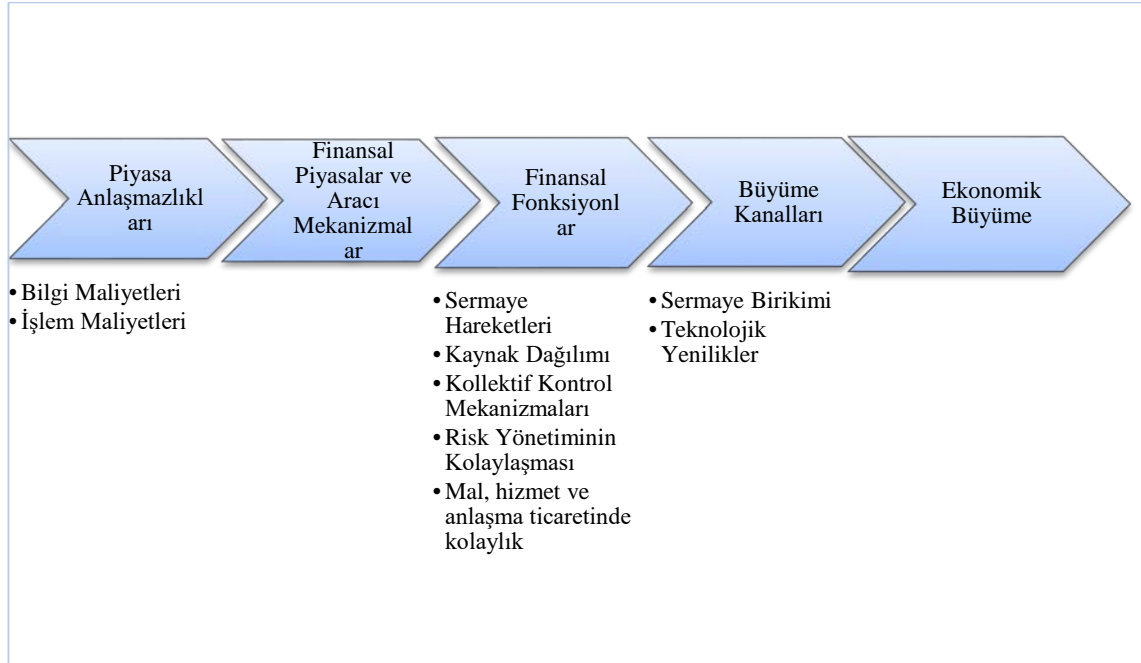 Piyasa
Anlaşmazlıkl
arı
Finansal
Piyasalar ve
Aracı
Mekanizmal
ar
Finansal
Fonksiyonl
ar
Büyüme
Kanalları
Ekonomik
Büyüme
• Bilgi Maliyetleri
• İşlem Maliyetleri
• Sermaye
Hareketleri
• Kaynak Dağılımı
• Kollektif Kontrol
Mekanizmaları
• Risk Yönetiminin
Kolaylaşması
• Mal, hizmet ve
anlaşma ticaretinde
kolaylık
• Sermaye Birikimi
• Teknolojik
Yenilikler